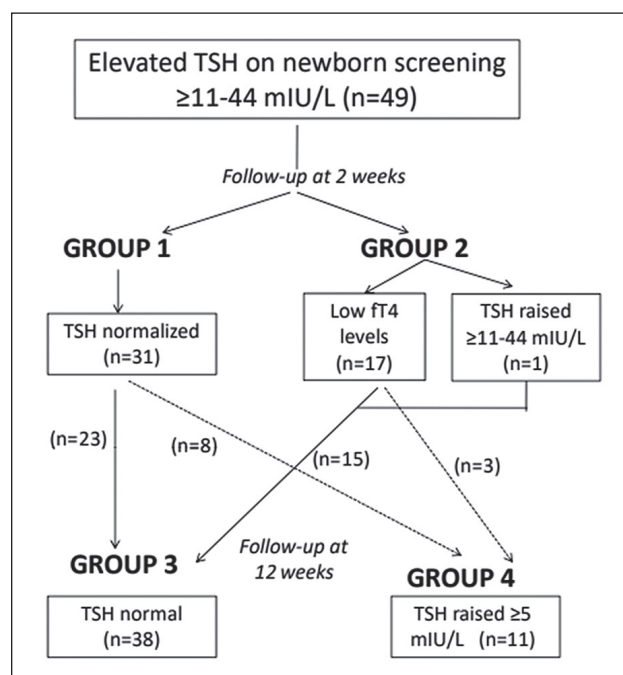 Elevated TSH on newborn screening
≥11-44 mIU/L (n=49)
Follow-up at 2 weeks
GROUP 1
GROUP 2
TSH normalized
(n=31)
Low fT4
levels
(n=17)
TSH raised
≥11-44 mIU/L
(n=1)
(n=23)
(n=8)
(n=15)
(n=3)
Follow-up at
12 weeks
GROUP 3
GROUP 4
TSH normal
(n=38)
TSH raised ≥5
mIU/L (n=11)